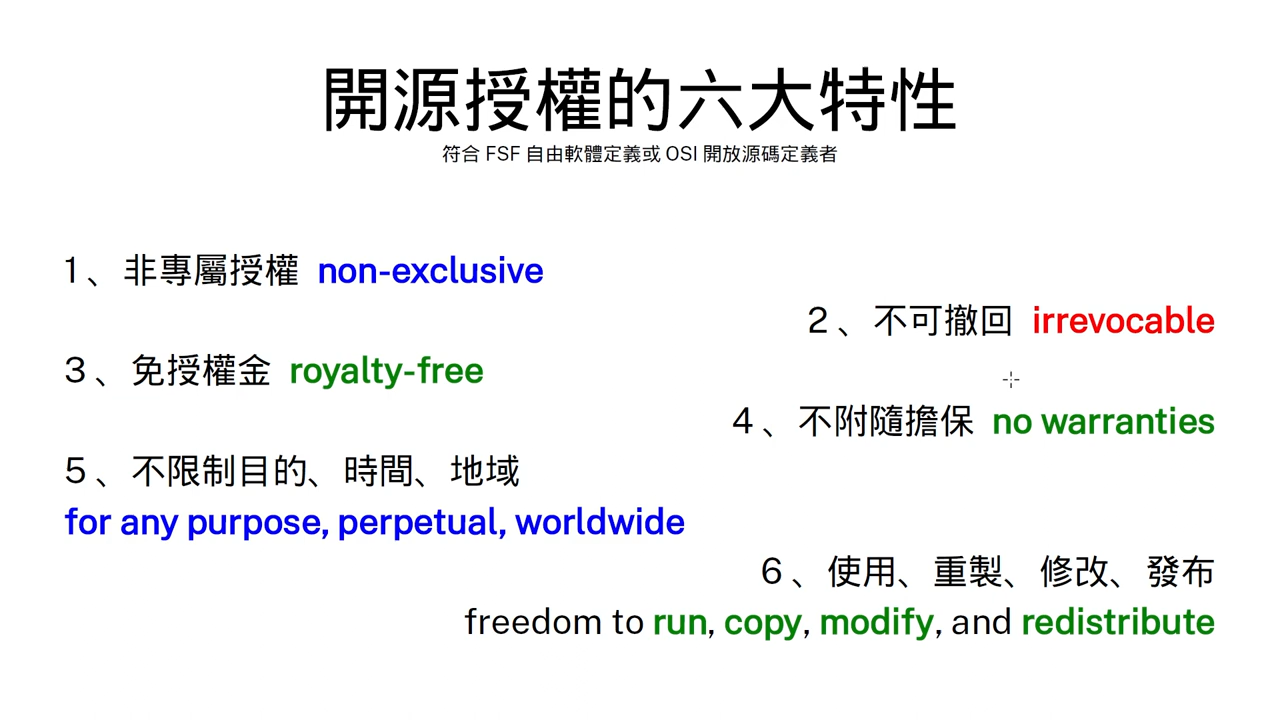 開源授權的六大特性
符合 FSF 自由軟體定義或 OSI 開放源碼定義者
1、非專屬授權 non-exclusive
2、不可撤回 irrevocable
3、免授權金 royalty-free
4、不附隨擔保 no warranties
5、不限制目的、時間、地域
for any purpose, perpetual, worldwide
6、使用、重製、修改、發布
freedom to run, copy, modify, and redistribute